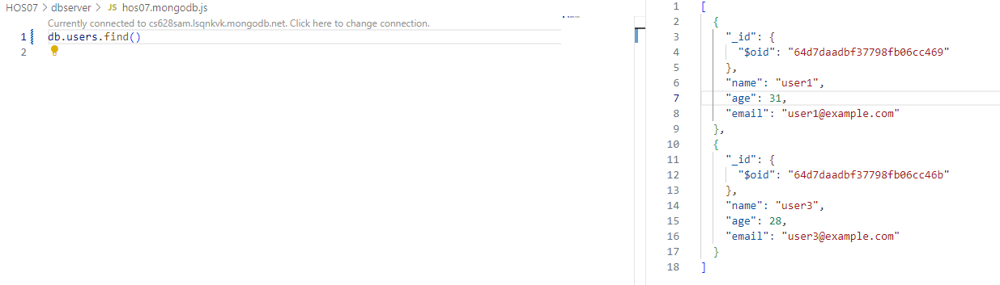 HOS07 > dbserver > JS hos07.mongodb.js
Currently connected to cs628sam.lsqnkvk.mongodb.net. Click here to change connection.
1 db.users.find()
2
1 [
2 {
3 "_id": {
4 "$oid": "64d7daadbf37798fb06cc469"
5 },
6 "name": "user1",
7 "age": 31,
8 "email": "user1@example.com"
9 },
10 {
11 "_id": {
12 "$oid": "64d7daadbf37798fb06cc46b"
13 },
14 "name": "user3",
15 "age": 28,
16 "email": "user3@example.com"
17 }
18 ]